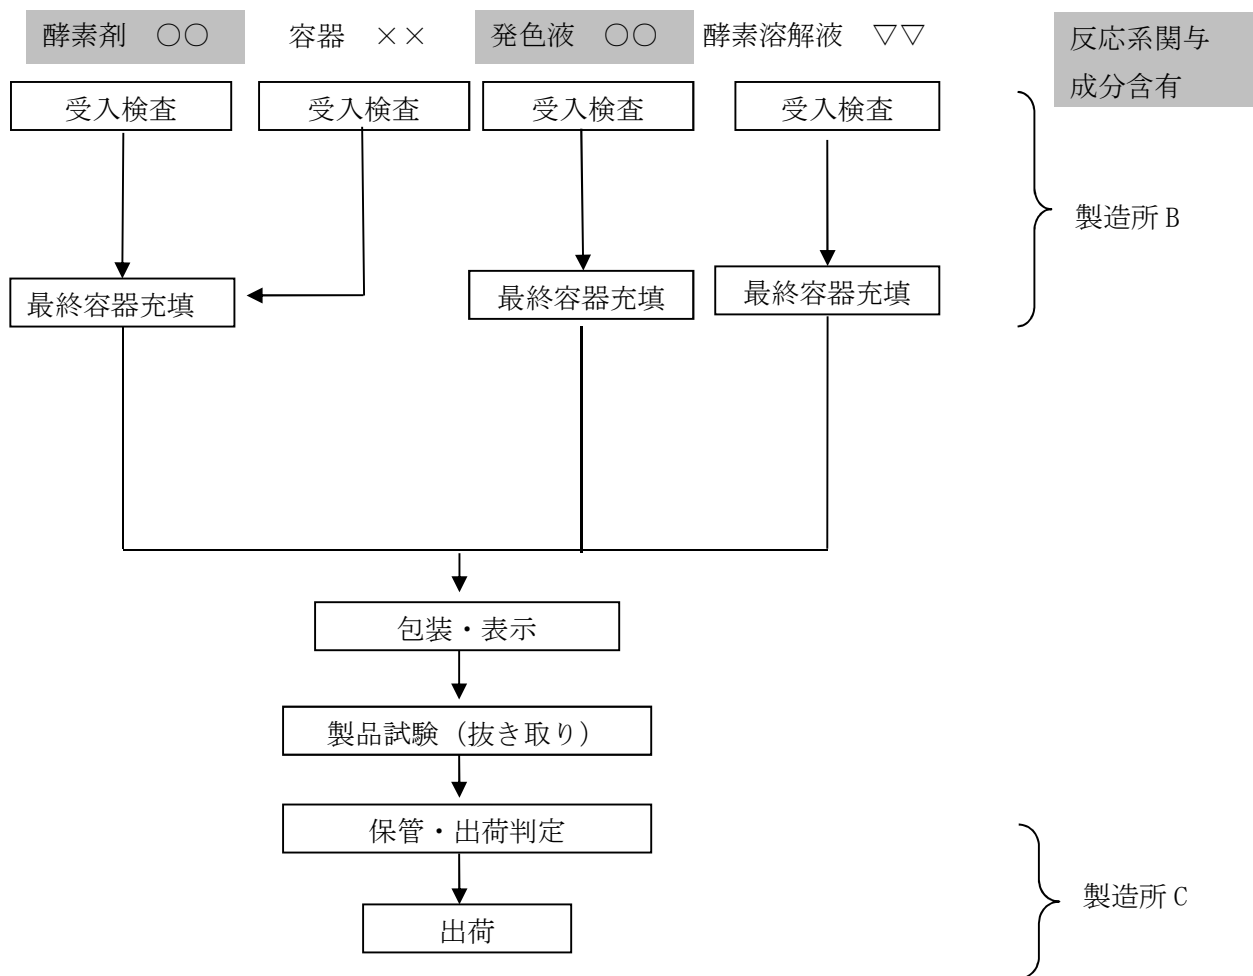 酵素剤　○○
容器　××
発色液　○○
酵素溶解液　▽▽
反応系関与
成分含有
受入検査
受入検査
受入検査
受入検査
製造所 B
最終容器充填
最終容器充填
最終容器充填
包装・表示
製品試験（抜き取り）
保管・出荷判定
製造所 C
出荷